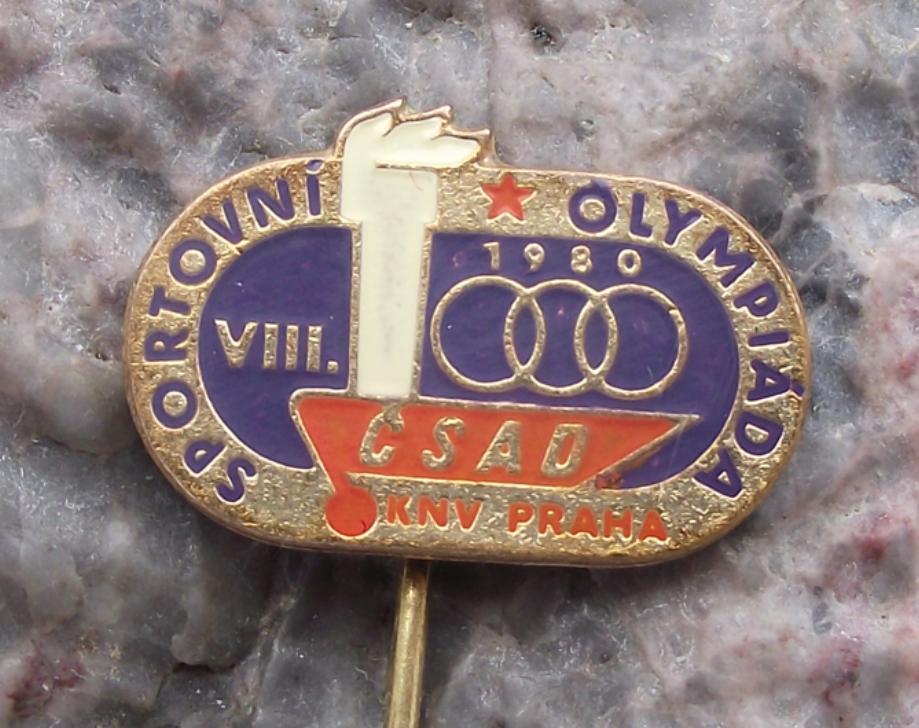 SPORTOVNÍ OLYMPIÁDA
1980
VIII.
ČSAD
KNV PRAHA